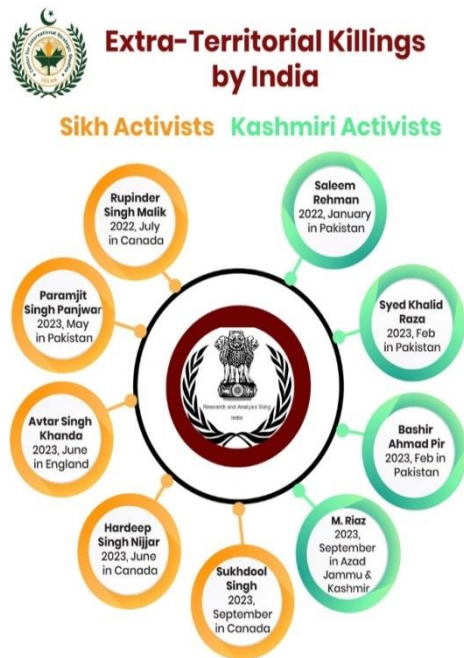 Extra-Territorial Killings
by India
Sikh Activists
Kashmiri Activists
Rupinder
Singh Malik
2022, July
in Canada
Saleem
Rehman
2022, January
in Pakistan
Paramjit
Singh Panjwar
2023, May
in Pakistan
Syed Khalid
Raza
2023, Feb
in Pakistan
Research and Analysis Wing
India
Avtar Singh
Khanda
2023, June
in England
Bashir
Ahmad Pir
2023, Feb in
Pakistan
Hardeep
Singh Nijjar
2023, June
in Canada
M. Riaz
2023,
September
in Azad
Jammu &
Kashmir
Sukhdool
Singh
2023,
September
in Canada